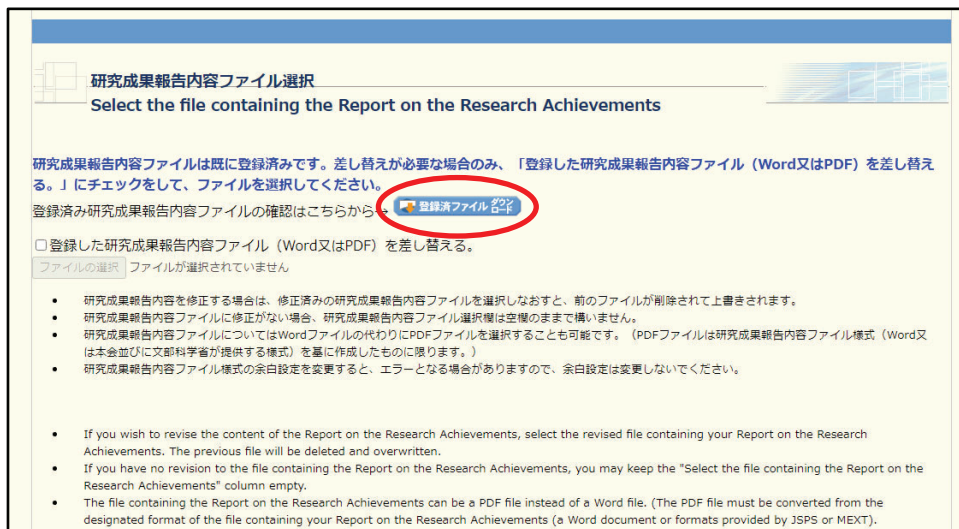 研究成果報告内容ファイル選択
Select the file containing the Report on the Research Achievements
研究成果報告内容ファイルは既に登録済みです。差し替えが必要な場合のみ、「登録した研究成果報告内容ファイル（Word又はPDF）を差し替え
る。」にチェックをして、ファイルを選択してください。
登録済み研究成果報告内容ファイルの確認はこちらから→ 登録済ファイル ダウンロード
登録した研究成果報告内容ファイル（Word又はPDF）を差し替える。
ファイルの選択 ファイルが選択されていません
• 研究成果報告内容を修正する場合は、修正済みの研究成果報告内容ファイルを選択しなおすと、前のファイルが削除されて上書きされます。
• 研究成果報告内容ファイルに修正がない場合、研究成果報告内容ファイル選択欄は空欄のままで構いません。
• 研究成果報告内容ファイルについてはWordファイルの代わりにPDFファイルを選択することも可能です。（PDFファイルは研究成果報告内容ファイル様式（Word又
は本会並びに文部科学省が提供する様式）を基に作成したものに限ります。）
• 研究成果報告内容ファイル様式の余白設定を変更すると、エラーとなる場合がありますので、余白設定は変更しないでください。
• If you wish to revise the content of the Report on the Research Achievements, select the revised file containing your Report on the Research
Achievements. The previous file will be deleted and overwritten.
• If you have no revision to the file containing the Report on the Research Achievements, you may keep the "Select the file containing the Report on the
Research Achievements" column empty.
• The file containing the Report on the Research Achievements can be a PDF file instead of a Word file. (The PDF file must be converted from the
designated format of the file containing your Report on the Research Achievements (a Word document or formats provided by JSPS or MEXT).